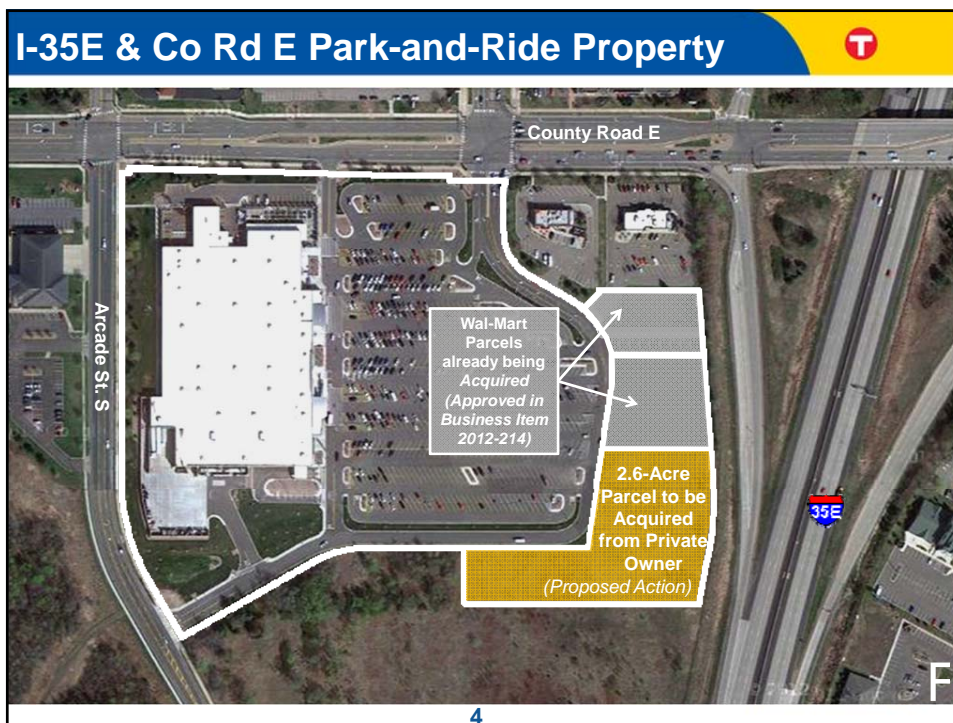 I-35E & Co Rd E Park-and-Ride Property
T
County Road E
Arcade St. S
Wal-Mart
Parcels
already being
Acquired
(Approved in
Business Item
2012-214)
2.6-Acre
Parcel to be
Acquired
from Private
Owner
(Proposed Action)
35E
F
4